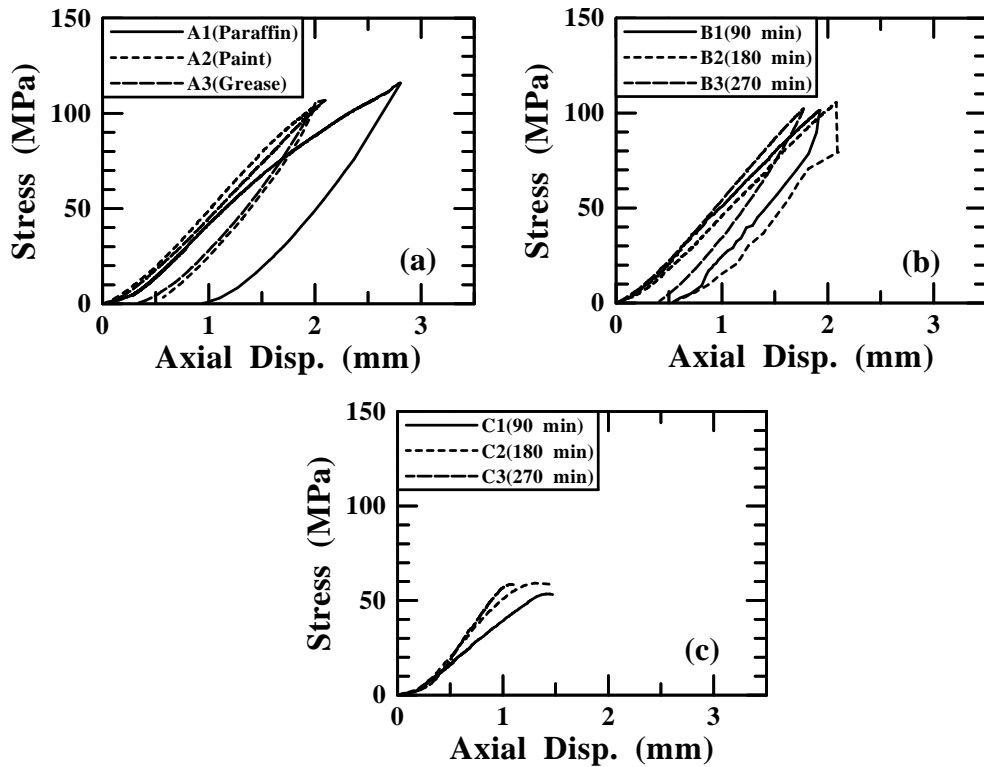 150
A1(Paraffin)
A2(Paint)
A3(Grease)
100
50
0
Stress (MPa)
(a)
0 1 2 3
Axial Disp. (mm)
150
B1(90 min)
B2(180 min)
B3(270 min)
100
50
0
Stress (MPa)
(b)
0 1 2 3
Axial Disp. (mm)
150
C1(90 min)
C2(180 min)
C3(270 min)
100
50
0
Stress (MPa)
(c)
0 1 2 3
Axial Disp. (mm)